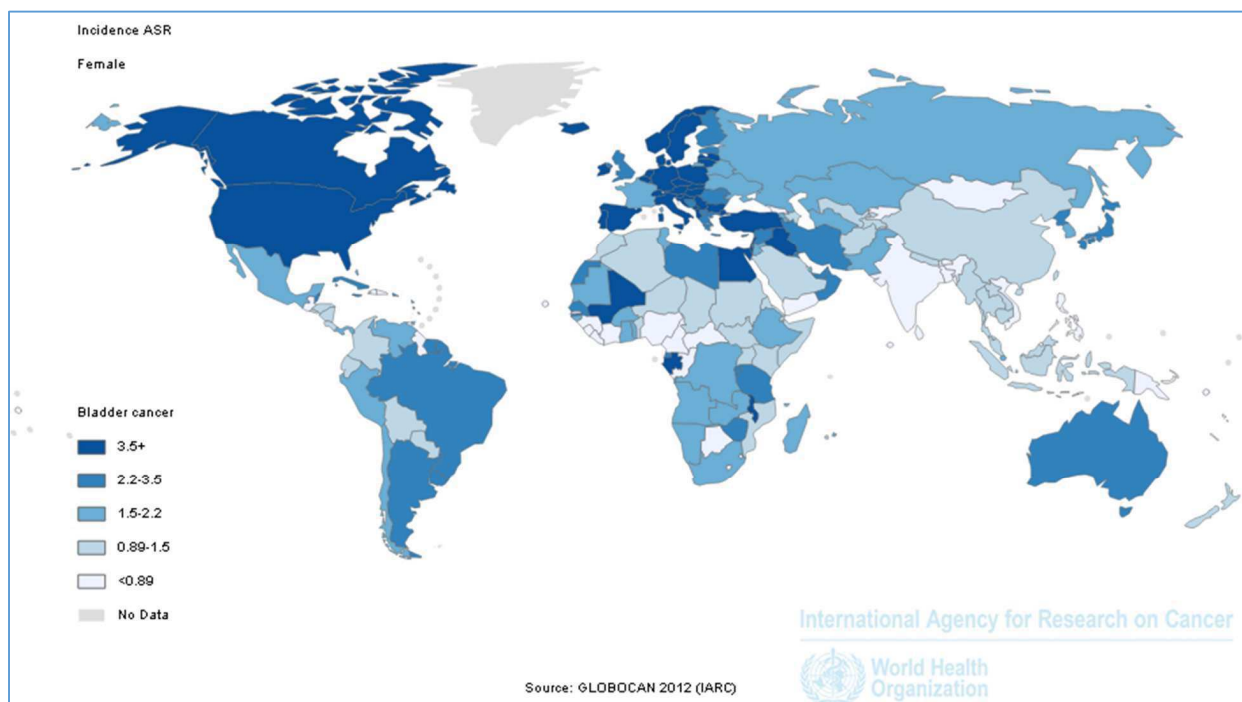 Incidence ASR
Female
Bladder cancer
3.5+
2.2-3.5
1.5-2.2
0.89-1.5
<0.89
No Data
International Agency for Research on Cancer
World Health
Organization
Source: GLOBOCAN 2012 (IARC)